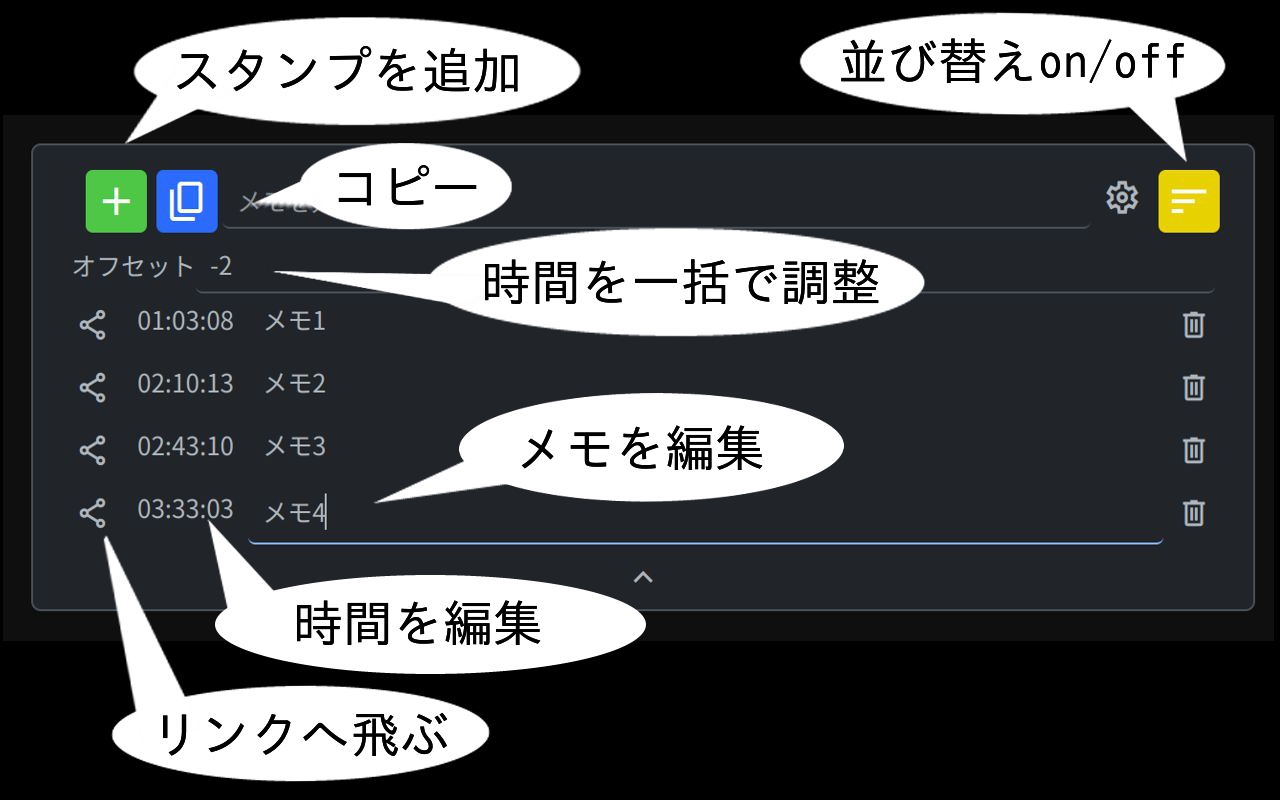 スタンプを追加
並び替えon/off
コピー
メモを
オフセット -2
時間を一括で調整
01:03:08 メモ1
02:10:13 メモ2
02:43:10 メモ3
メモを編集
03:33:03 メモ4
時間を編集
リンクへ飛ぶ